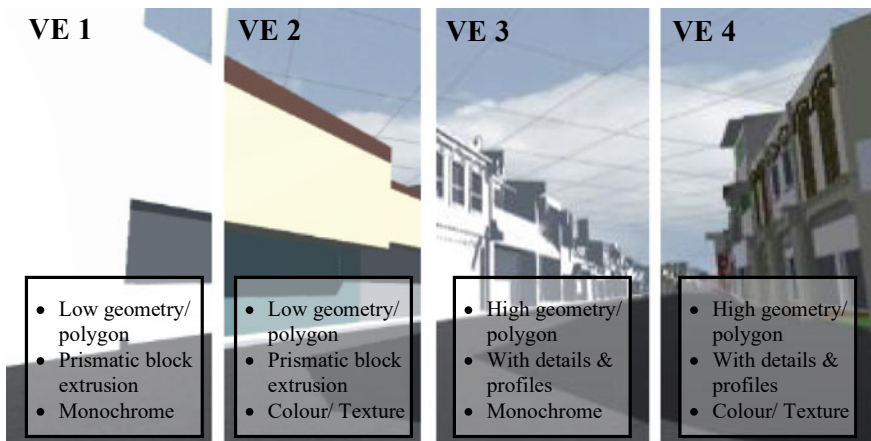 VE 1
• Low geometry/
polygon
• Prismatic block
extrusion
• Monochrome
VE 2
• Low geometry/
polygon
• Prismatic block
extrusion
• Colour/ Texture
VE 3
• High geometry/
polygon
• With details &
profiles
• Monochrome
VE 4
• High geometry/
polygon
• With details &
profiles
• Colour/ Texture